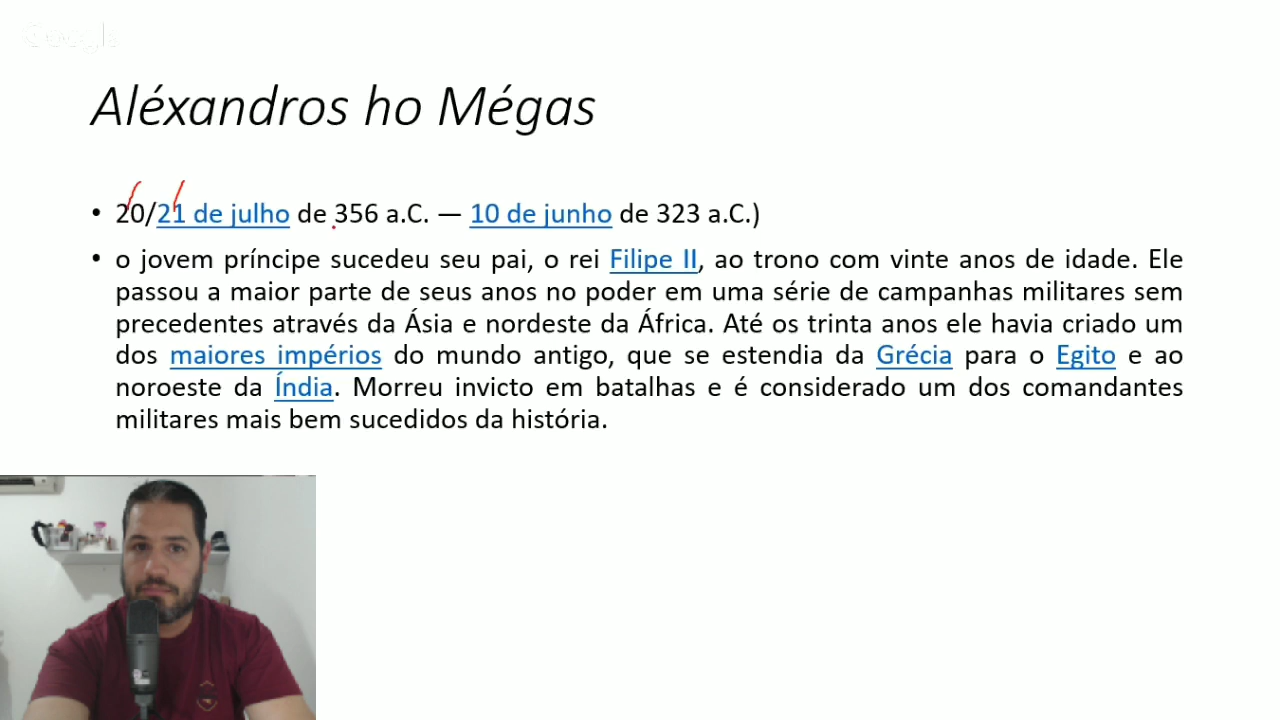 Aléxandros ho Mégas
• 20/21 de julho de 356 a.C. — 10 de junho de 323 a.C.)
• o jovem príncipe sucedeu seu pai, o rei Filipe II, ao trono com vinte anos de idade. Ele
passou a maior parte de seus anos no poder em uma série de campanhas militares sem
precedentes através da Ásia e nordeste da África. Até os trinta anos ele havia criado um
dos maiores impérios do mundo antigo, que se estendia da Grécia para o Egito e ao
noroeste da Índia. Morreu invicto em batalhas e é considerado um dos comandantes
militares mais bem sucedidos da história.